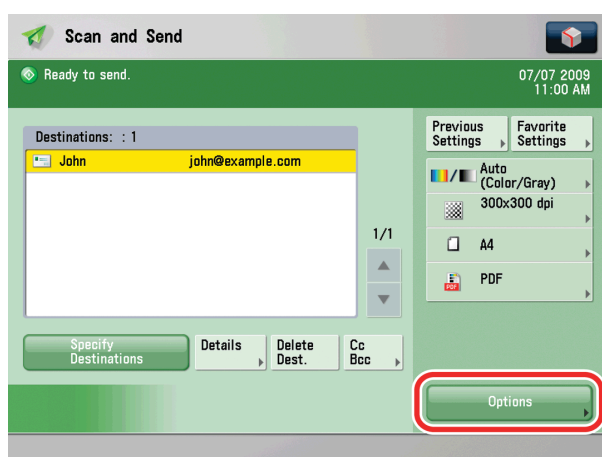 Scan and Send
Ready to send.
07/07 2009
11:00 AM
Destinations: : 1
John john@example.com
1/1
Previous
Settings
Favorite
Settings
Auto
(Color/Gray)
300x300 dpi
A4
PDF
Specify
Destinations
Details
Delete
Dest.
Cc
Bcc
Options